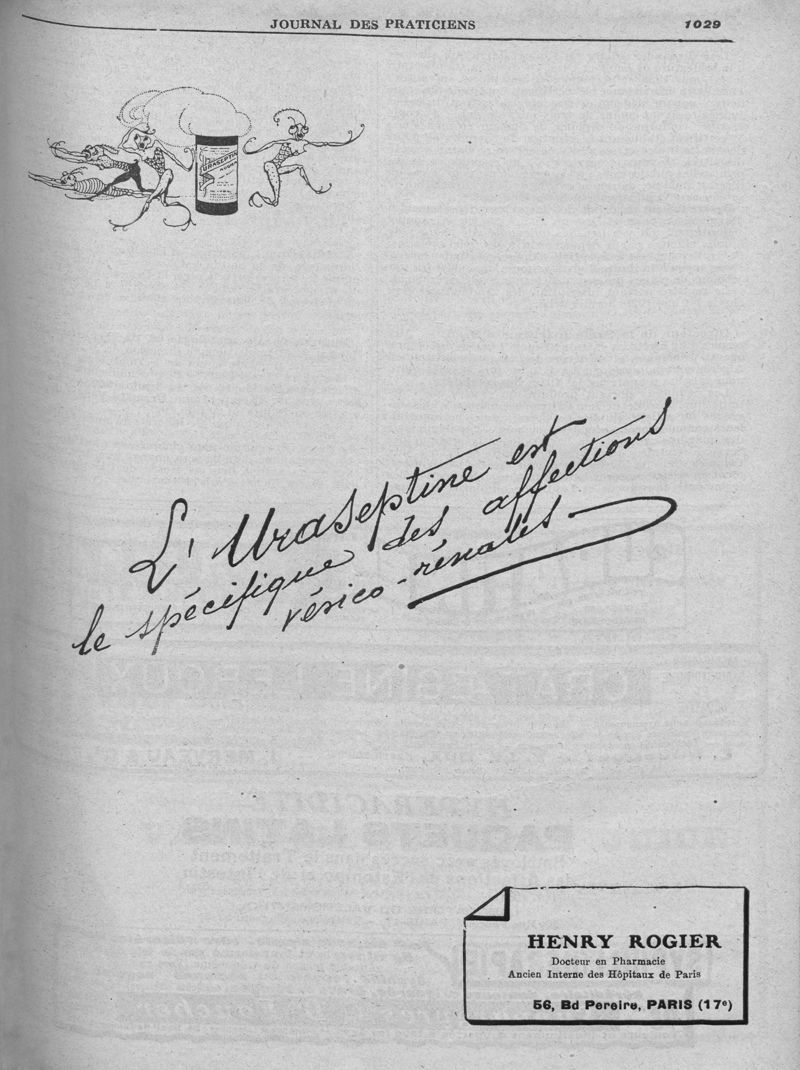 JOURNAL DES PRATICIENS 1029
URASEPTINE
L'Uraseptine est
le spécifique des affections
vésico-rénales
HENRY ROGIER
Docteur en Pharmacie
Ancien Interne des Hôpitaux de Paris
56, Bd Pereire, PARIS (17e)